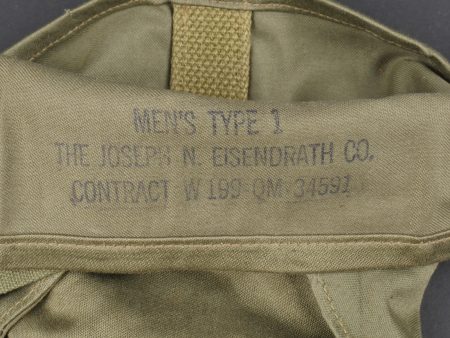 MEN'S TYPE 1
THE JOSEPH N. EISENDRATH CO.
CONTRACT W 199 QM 34591